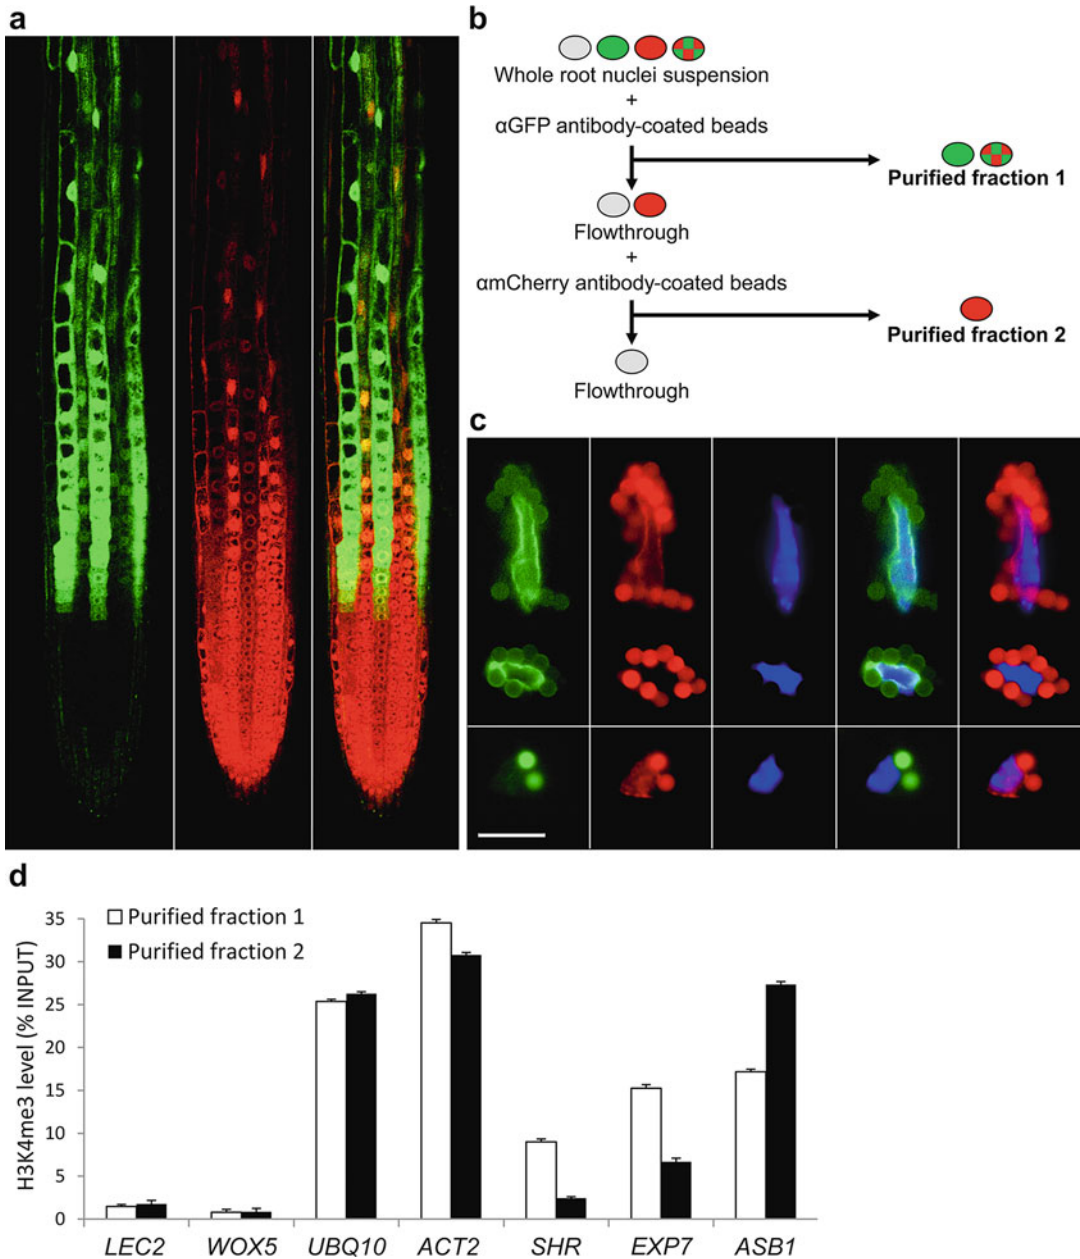 a
b
Whole root nuclei suspension
+
αGFP antibody-coated beads
Purified fraction 1
Flowthrough
+
αmCherry antibody-coated beads
Purified fraction 2
Flowthrough
c
d
Purified fraction 1
Purified fraction 2
H3K4me3 level (% INPUT)
35
30
25
20
15
10
5
0
LEC2 WOX5 UBQ10 ACT2 SHR EXP7 ASB1